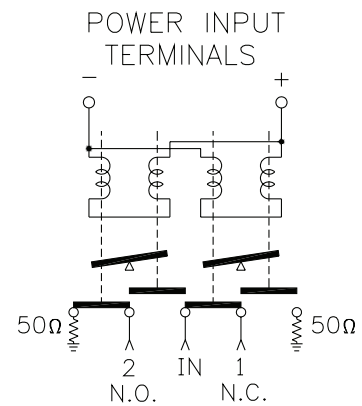 POWER INPUT
TERMINALS
− +
50Ω 50Ω
2 IN 1
N.O. N.C.